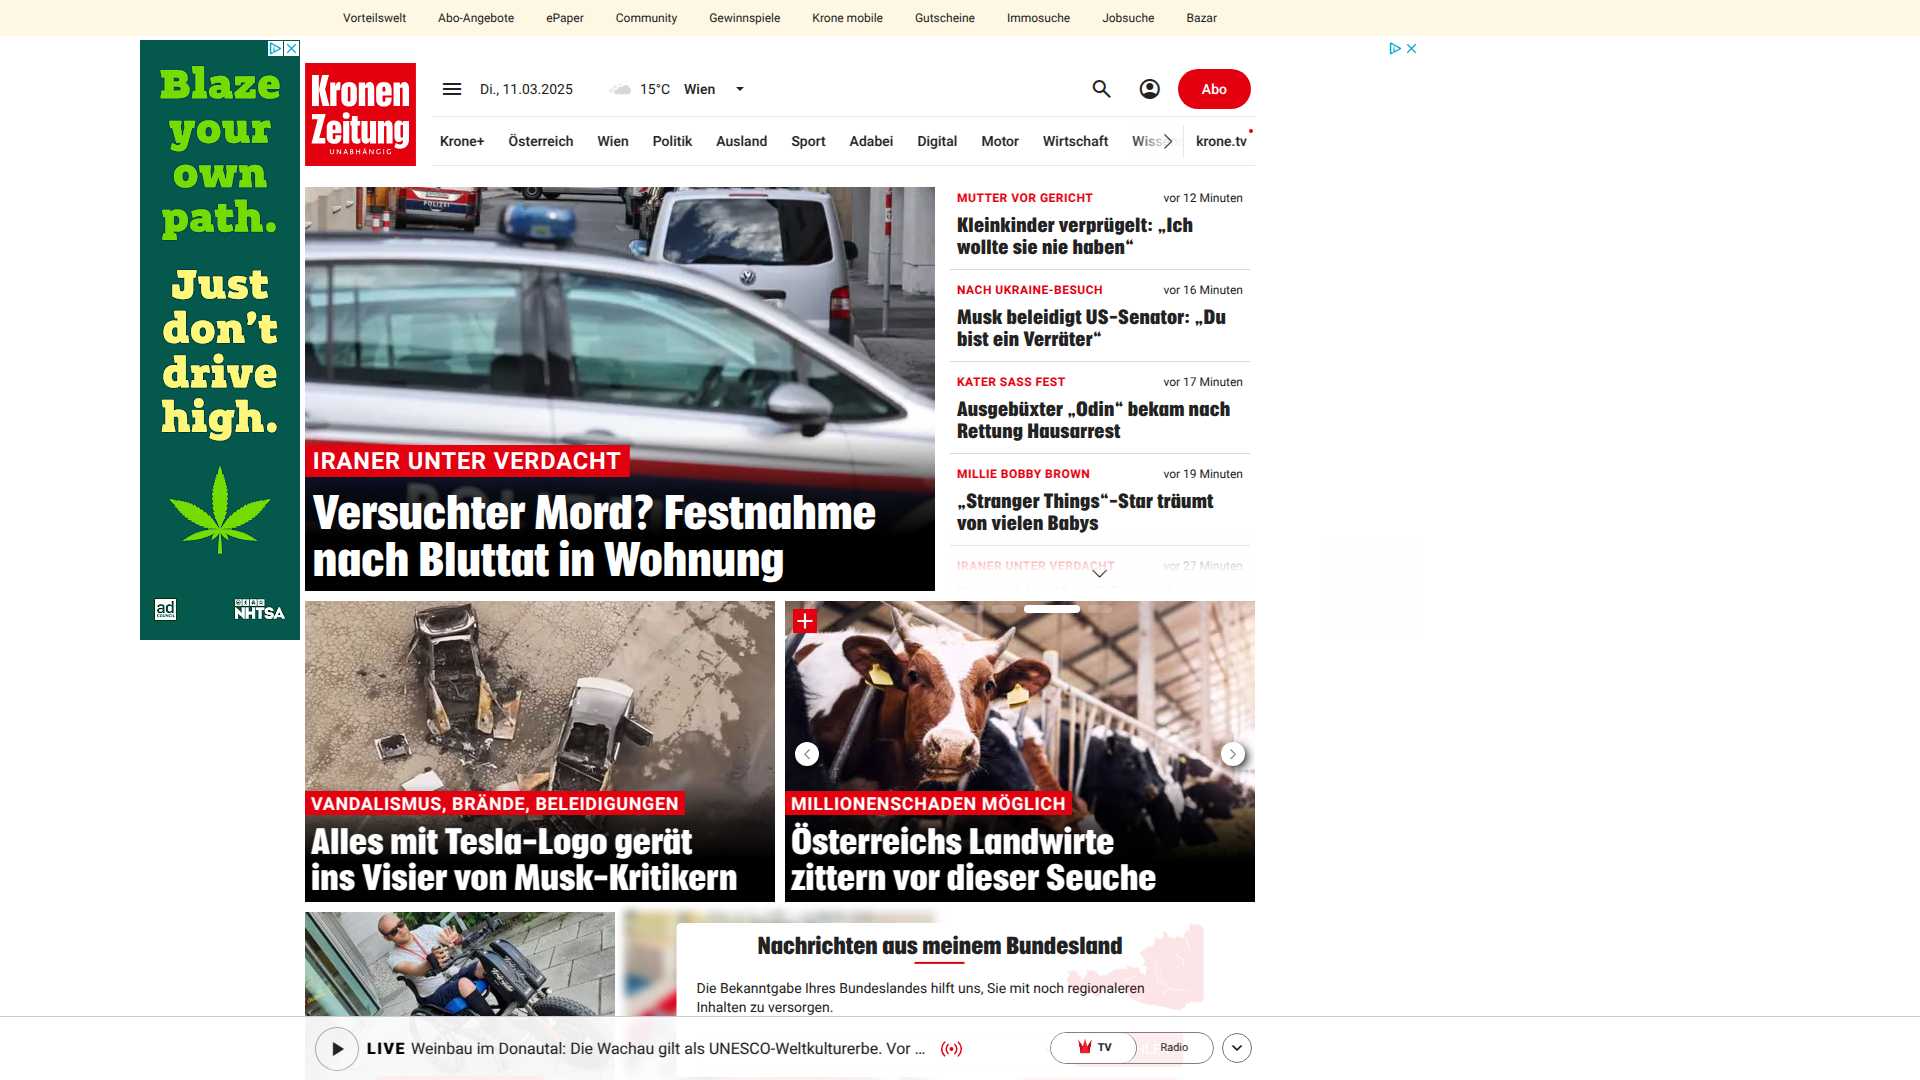 Vorteilswelt
Abo-Angebote
ePaper
Community
Gewinnspiele
Krone mobile
Gutscheine
Immosuche
Jobsuche
Bazar
Blaze
your
own
path.
Just
don't
drive
high.
ad
COUNCIL
NHTSA
Kronen
Zeitung
UNABHÄNGIG
Di., 11.03.2025
15°C
Wien
Abo
Krone+
Österreich
Wien
Politik
Ausland
Sport
Adabei
Digital
Motor
Wirtschaft
krone.tv
POLIZEI
IRANER UNTER VERDACHT
Versuchter Mord? Festnahme
nach Bluttat in Wohnung
MUTTER VOR GERICHT
vor 12 Minuten
Kleinkinder verprügelt: „Ich
wollte sie nie haben“
NACH UKRAINE-BESUCH
vor 16 Minuten
Musk beleidigt US-Senator: „Du
bist ein Verräter“
KATER SASS FEST
vor 17 Minuten
Ausgebüxter „Odin“ bekam nach
Rettung Hausarrest
MILLIE BOBBY BROWN
vor 19 Minuten
„Stranger Things“-Star träumt
von vielen Babys
IRANER UNTER VERDACHT
vor 27 Minuten
VANDALISMUS, BRÄNDE, BELEIDIGUNGEN
Alles mit Tesla-Logo gerät
ins Visier von Musk-Kritikern
MILLIONENSCHADEN MÖGLICH
Österreichs Landwirte
zittern vor dieser Seuche
Nachrichten aus meinem Bundesland
Die Bekanntgabe Ihres Bundeslandes hilft uns, Sie mit noch regionaleren
Inhalten zu versorgen.
LIVE Weinbau im Donautal: Die Wachau gilt als UNESCO-Weltkulturerbe. Vor ...
TV
Radio